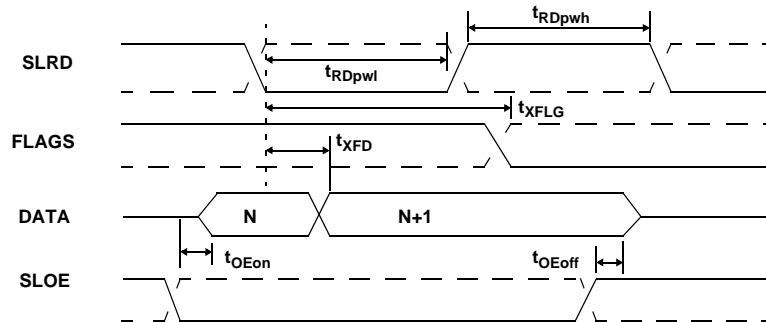 tRDpwh
SLRD
tRDpwl
tXFLG
FLAGS
tXFD
DATA
N
N+1
tOEon
tOEoff
SLOE